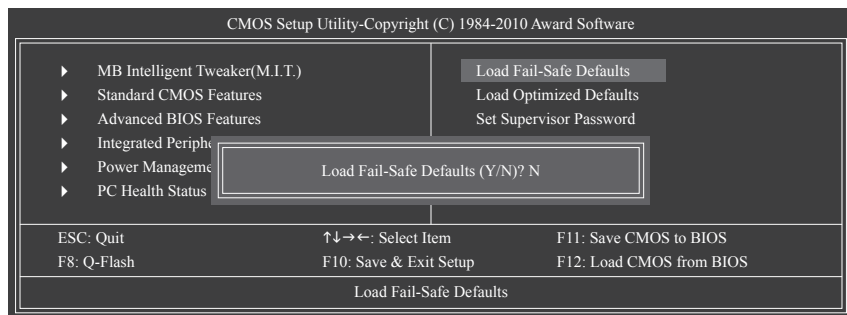 CMOS Setup Utility-Copyright (C) 1984-2010 Award Software
MB Intelligent Tweaker(M.I.T.)
Standard CMOS Features
Advanced BIOS Features
Integrated Periphe
Power Manageme
PC Health Status
Load Fail-Safe Defaults
Load Optimized Defaults
Set Supervisor Password
Load Fail-Safe Defaults (Y/N)? N
ESC: Quit
↑↓→←: Select Item
F11: Save CMOS to BIOS
F8: Q-Flash
F10: Save & Exit Setup
F12: Load CMOS from BIOS
Load Fail-Safe Defaults